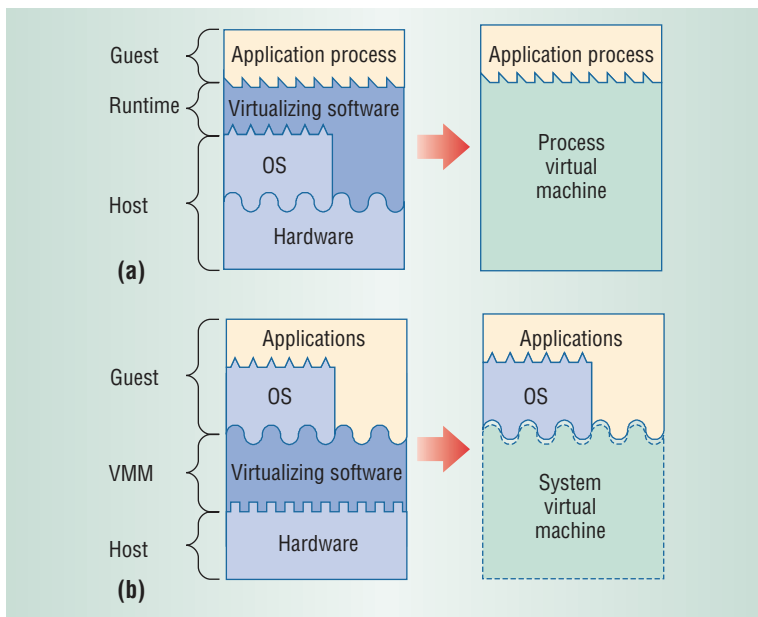 Guest
Application process
Runtime
Virtualizing software
OS
Host
Hardware
(a)
Application process
Process
virtual
machine
Guest
Applications
OS
VMM
Virtualizing software
Host
Hardware
(b)
Applications
OS
System
virtual
machine